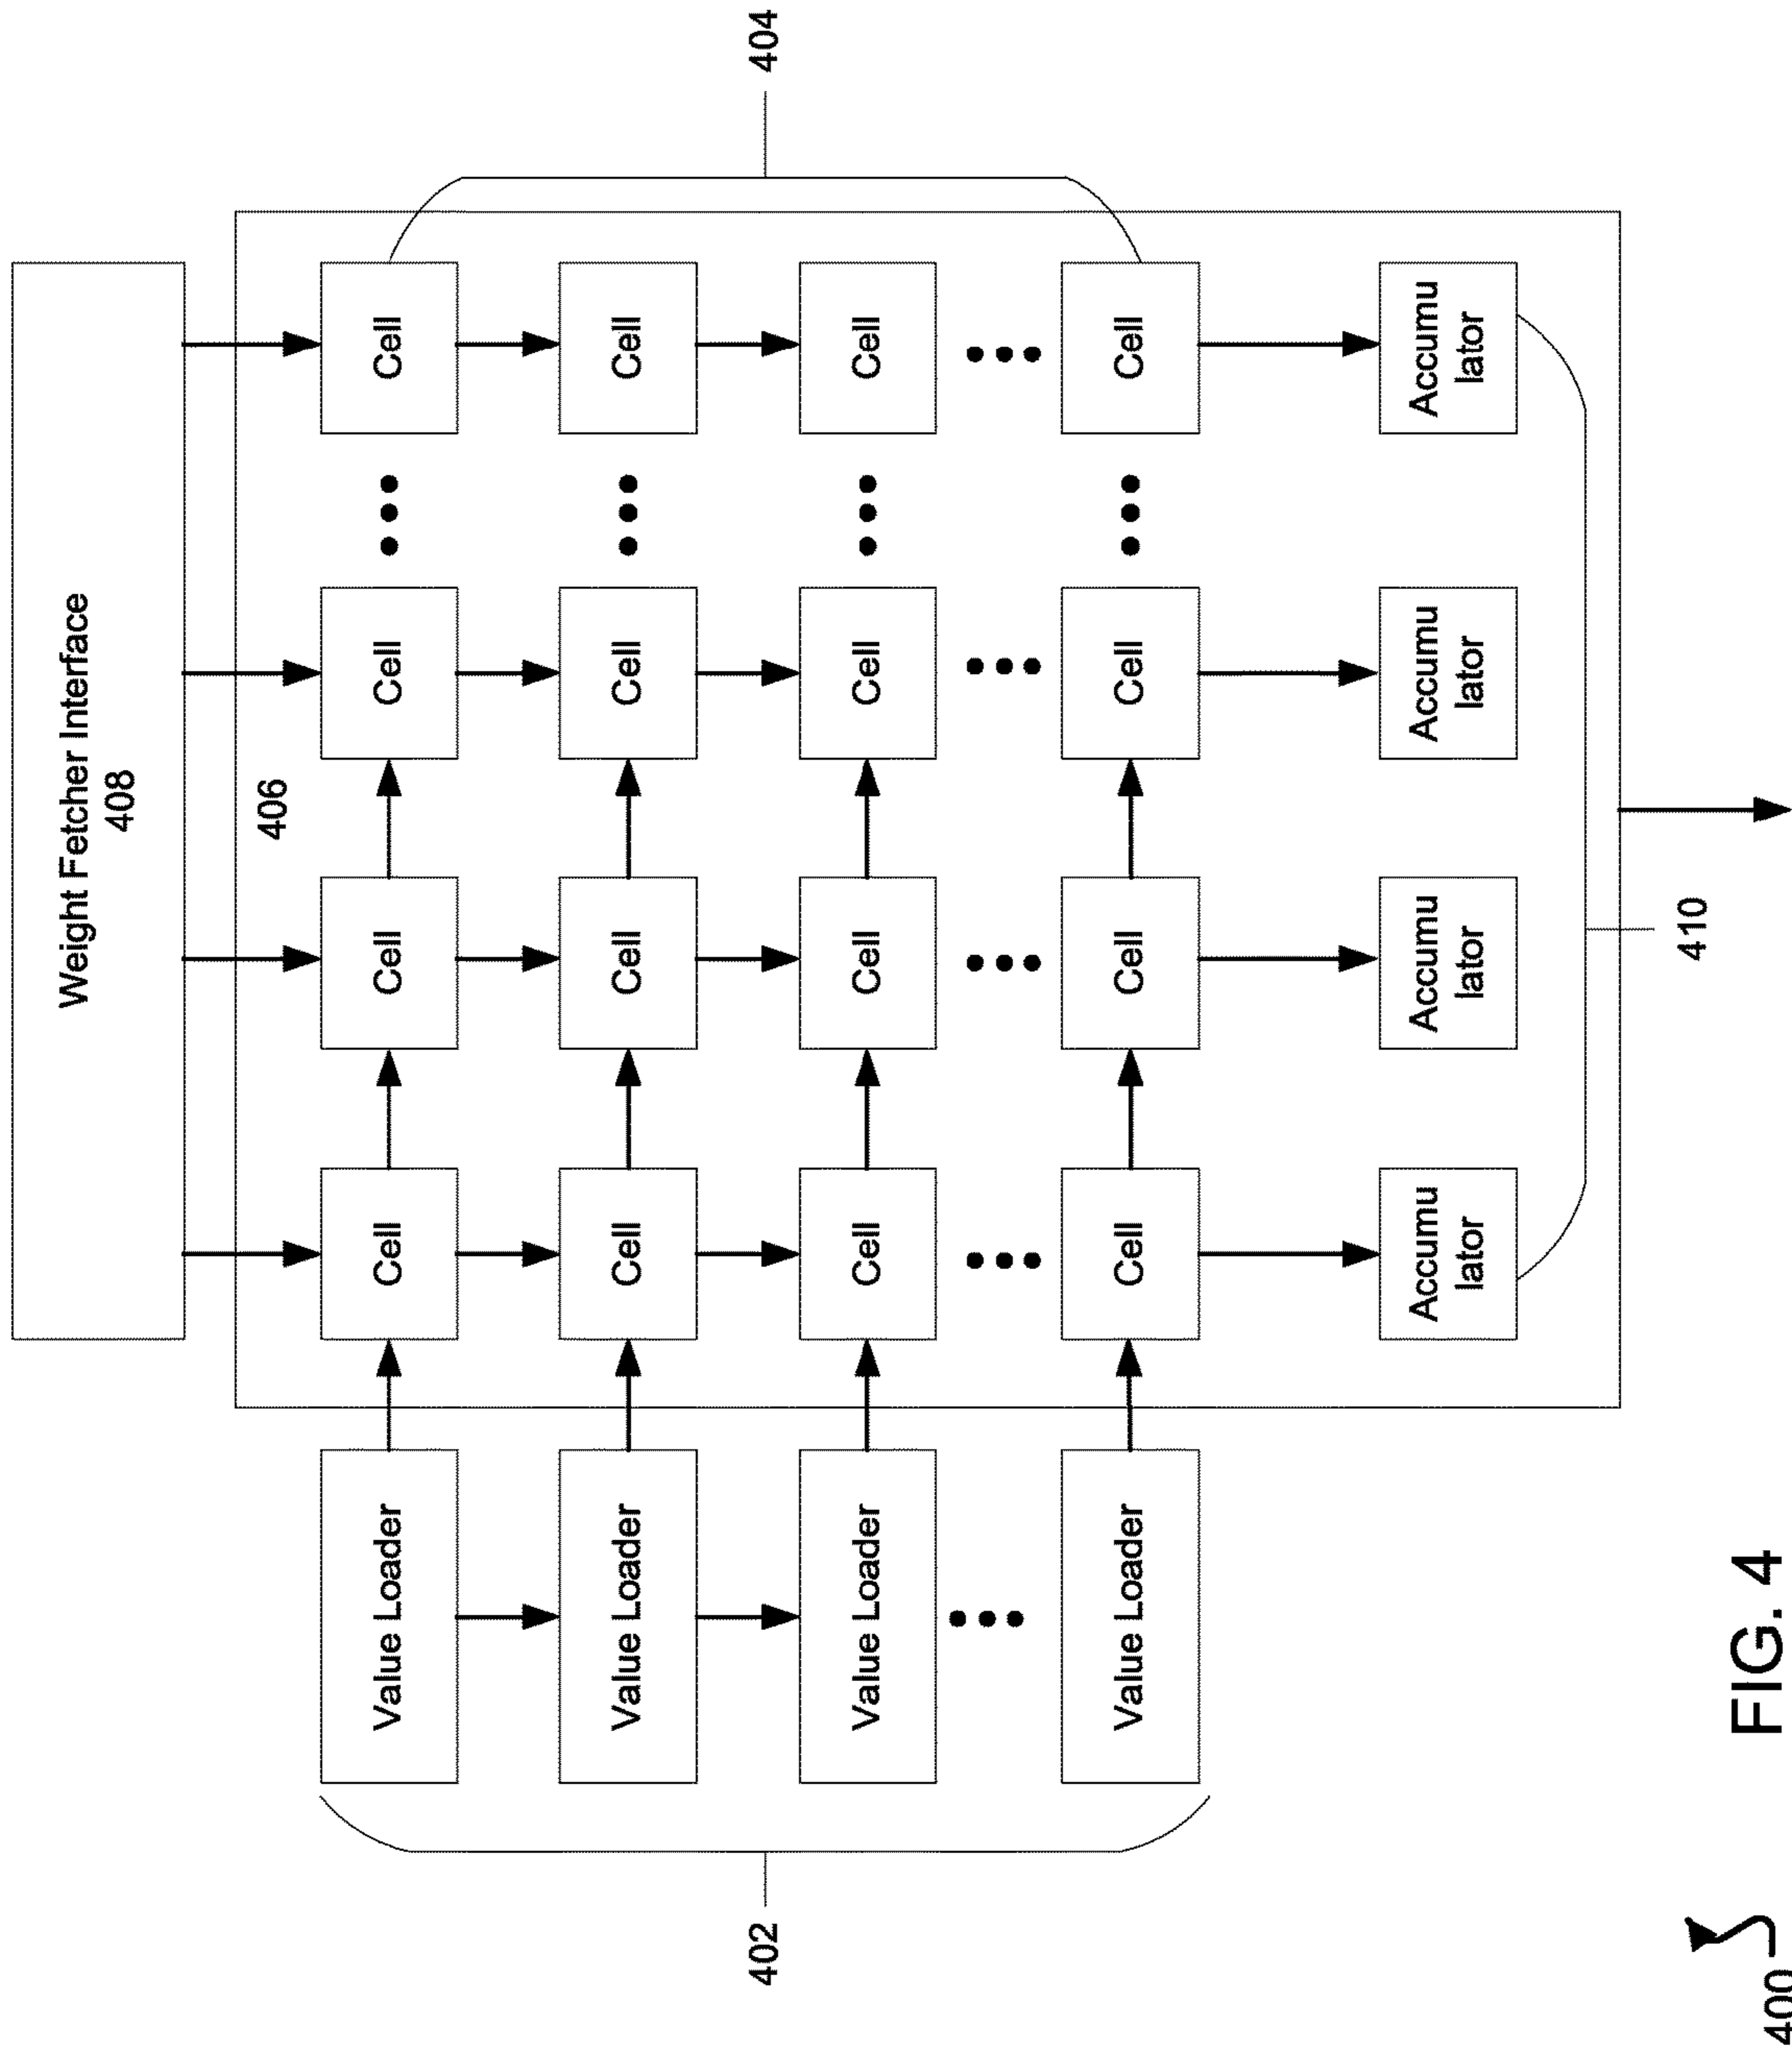 Weight Fetcher Interface
408
406
Value Loader
Cell
Cell
Cell
Cell
Value Loader
Cell
Cell
Cell
Cell
402
404
Value Loader
Cell
Cell
Cell
Cell
Value Loader
Cell
Cell
Cell
Cell
Accumu
lator
Accumu
lator
Accumu
lator
Accumu
lator
410
400
FIG. 4